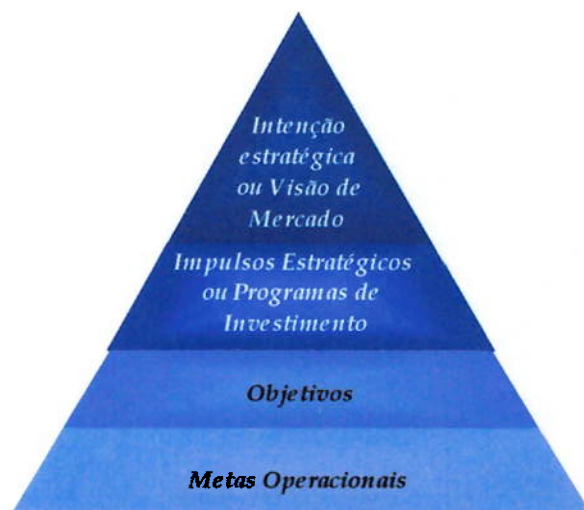 Intenção
estratégica
ou Visão de
Mercado
Impulsos Estratégicos
ou Programas de
Investimento
Objetivos
Metas Operacionais